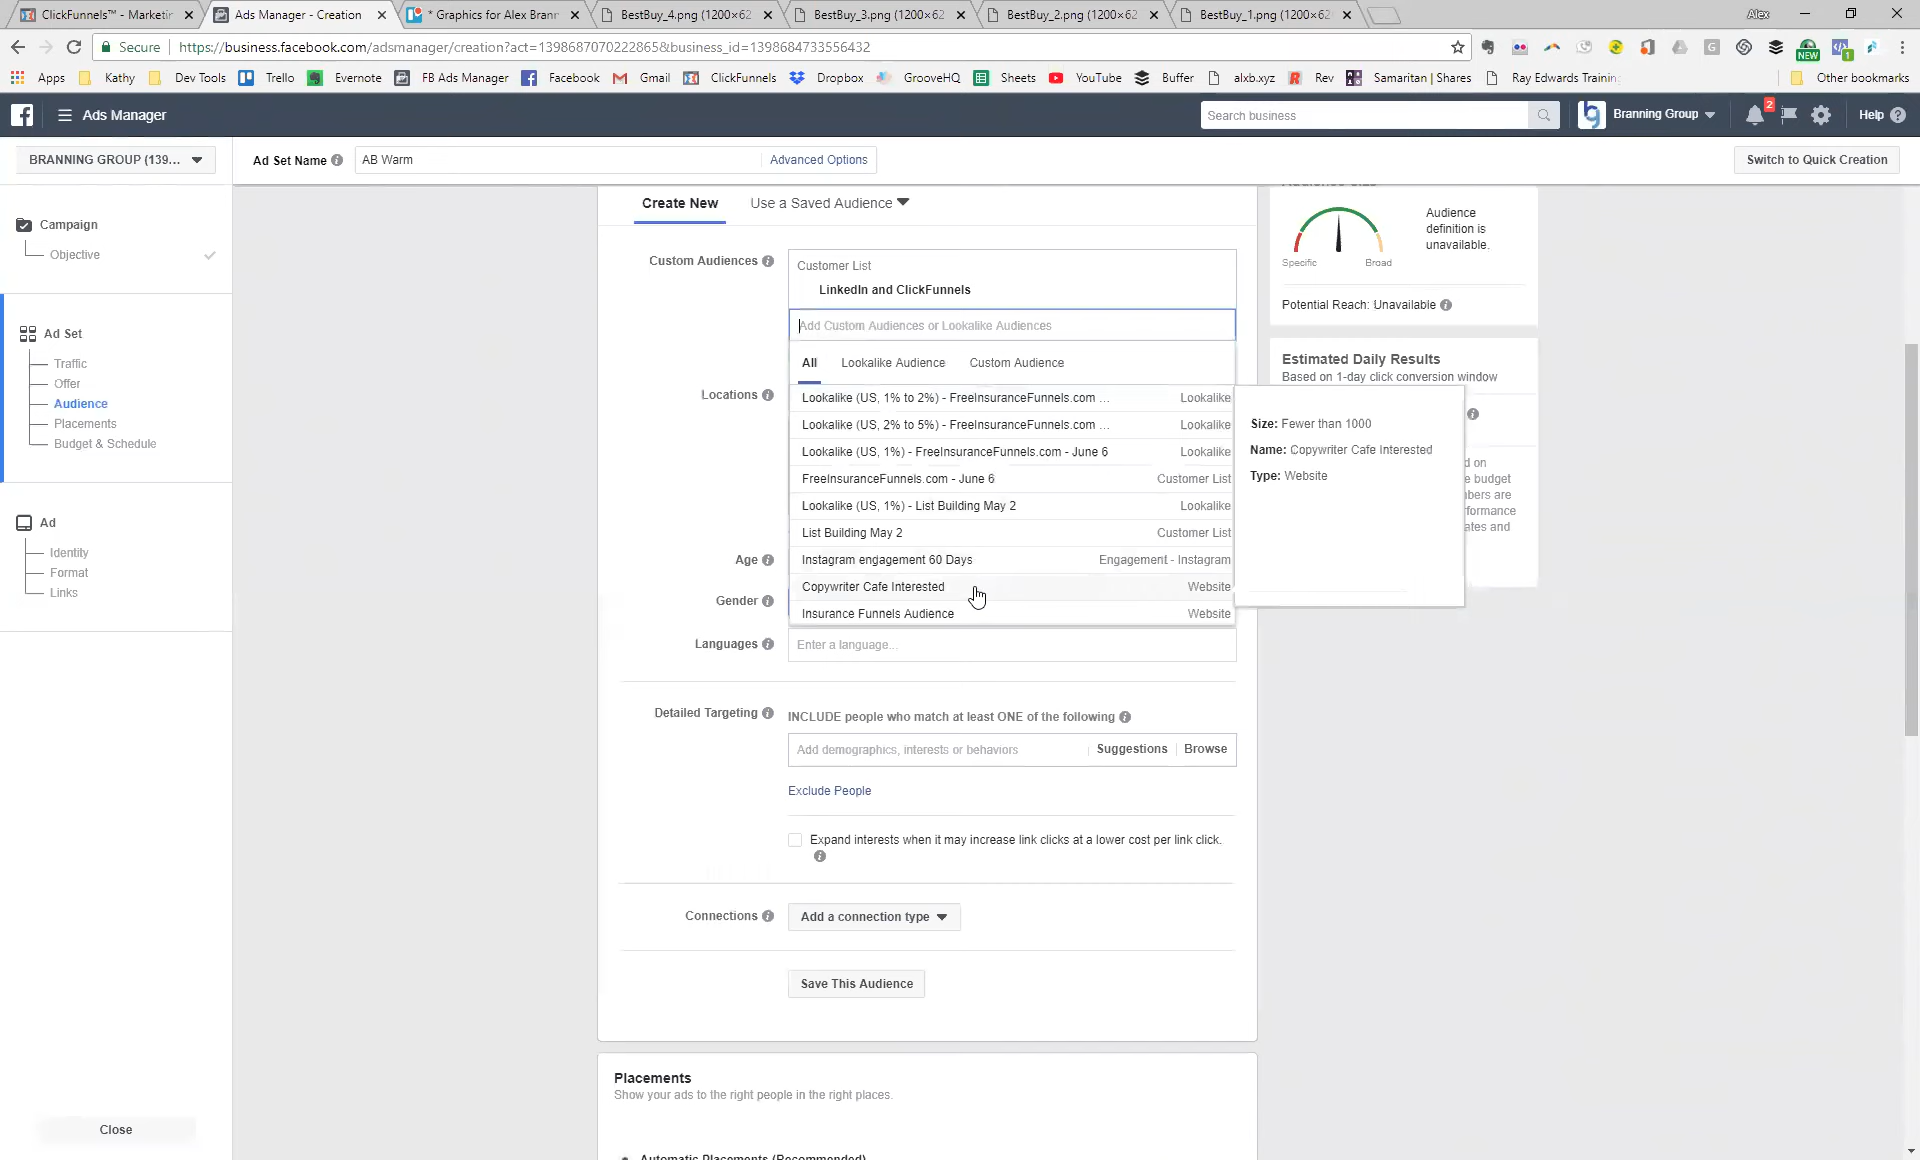 ClickFunnels™ - Marketin
Ads Manager - Creation
* Graphics for Alex Brann
BestBuy_4.png (1200×62
BestBuy_3.png (1200×62
BestBuy_2.png (1200×62
BestBuy_1.png (1200×62
Alex
Secure
https://business.facebook.com/adsmanager/creation?act=1398687070222865&business_id=1398684733556432
Apps
Kathy
Dev Tools
Trello
Evernote
FB Ads Manager
Facebook
Gmail
ClickFunnels
Dropbox
GrooveHQ
Sheets
YouTube
Buffer
alxb.xyz
Rev
Samaritan | Shares
Ray Edwards Trainin
Other bookmarks
Ads Manager
Search business
Branning Group
2
Help
BRANNING GROUP (139...
Ad Set Name
AB Warm
Advanced Options
Switch to Quick Creation
Campaign
Objective
Ad Set
Traffic
Offer
Audience
Placements
Budget & Schedule
Ad
Identity
Format
Links
Close
Create New
Use a Saved Audience
Custom Audiences
Customer List
LinkedIn and ClickFunnels
Add Custom Audiences or Lookalike Audiences
All
Lookalike Audience
Custom Audience
Lookalike (US, 1% to 2%) - FreeInsuranceFunnels.com ... Lookalike
Lookalike (US, 2% to 5%) - FreeInsuranceFunnels.com ... Lookalike
Lookalike (US, 1%) - FreeInsuranceFunnels.com - June 6 Lookalike
FreeInsuranceFunnels.com - June 6 Customer List
Lookalike (US, 1%) - List Building May 2 Lookalike
List Building May 2 Customer List
Instagram engagement 60 Days Engagement - Instagram
Copywriter Cafe Interested Website
Insurance Funnels Audience Website
Size: Fewer than 1000
Name: Copywriter Cafe Interested
Type: Website
Locations
Age
Gender
Languages
Enter a language...
Detailed Targeting
INCLUDE people who match at least ONE of the following
Add demographics, interests or behaviors
Suggestions
Browse
Exclude People
Expand interests when it may increase link clicks at a lower cost per link click.
Connections
Add a connection type
Save This Audience
Placements
Show your ads to the right people in the right places.
Automatic Placements (Recommended)
Audience
definition is
unavailable.
Specific
Broad
Potential Reach: Unavailable
Estimated Daily Results
Based on 1-day click conversion window
d on
e budget
bers are
formance
ates and
NEW
1